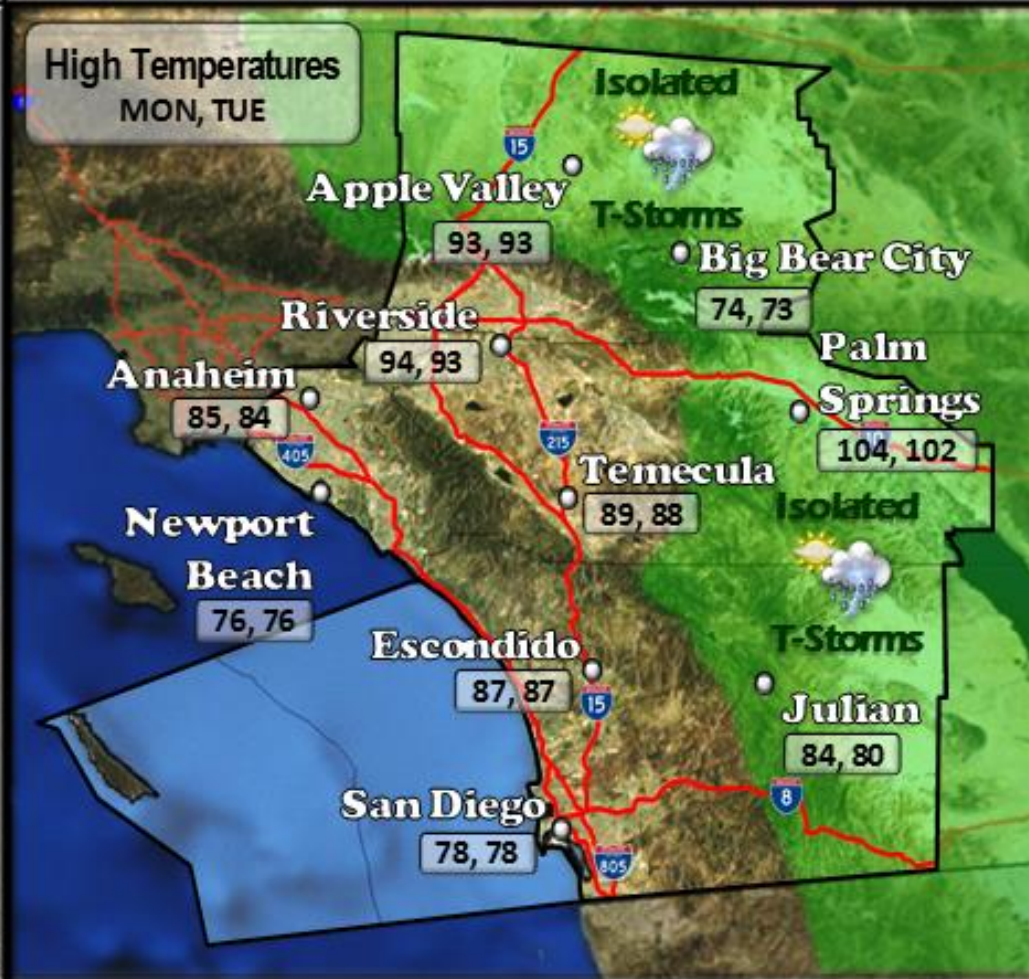 High Temperatures
MON, TUE
Isolated
15
Apple Valley
T-Storms
93, 93
Big Bear City
74, 73
Riverside
94, 93
Palm
Springs
104, 102
10
Anaheim
85, 84
405
215
Temecula
89, 88
Newport
Beach
76, 76
Isolated
T-Storms
Escondido
87, 87
15
Julian
84, 80
8
San Diego
78, 78
805